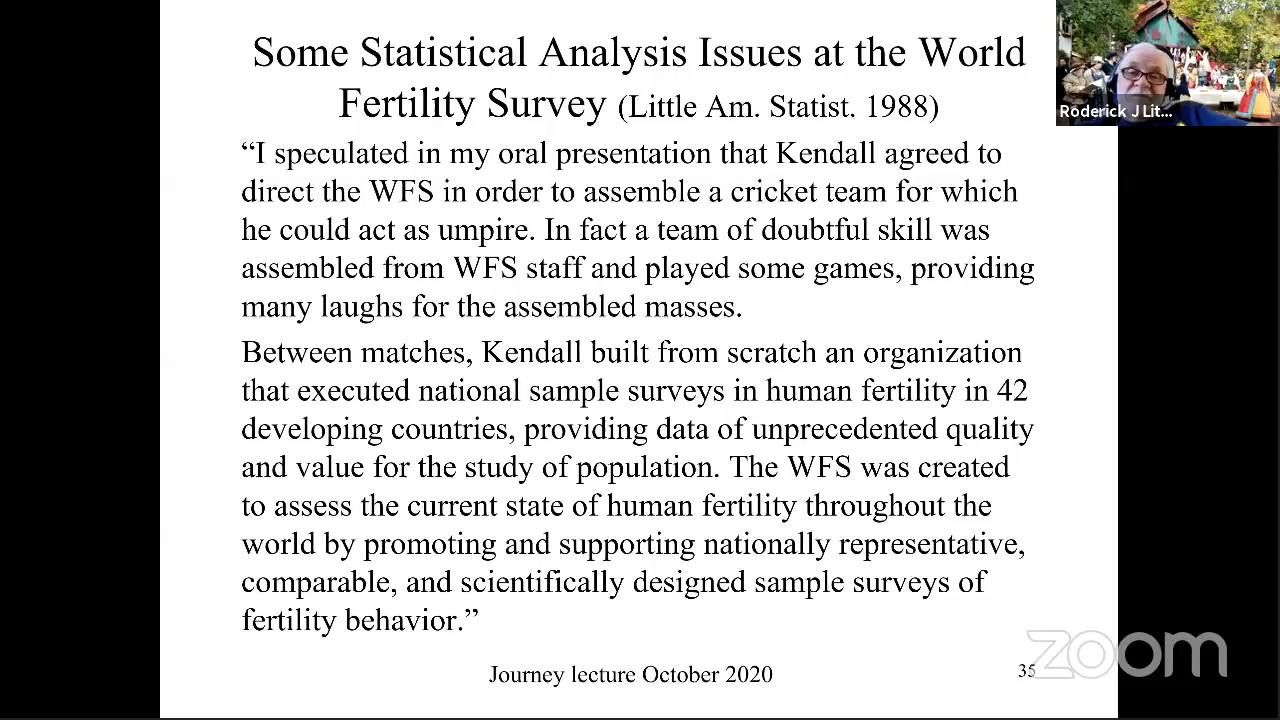 Some Statistical Analysis Issues at the World
Fertility Survey (Little Am. Statist. 1988)
Roderick J Lit...
“I speculated in my oral presentation that Kendall agreed to
direct the WFS in order to assemble a cricket team for which
he could act as umpire. In fact a team of doubtful skill was
assembled from WFS staff and played some games, providing
many laughs for the assembled masses.
Between matches, Kendall built from scratch an organization
that executed national sample surveys in human fertility in 42
developing countries, providing data of unprecedented quality
and value for the study of population. The WFS was created
to assess the current state of human fertility throughout the
world by promoting and supporting nationally representative,
comparable, and scientifically designed sample surveys of
fertility behavior.”
Journey lecture October 2020
zoom